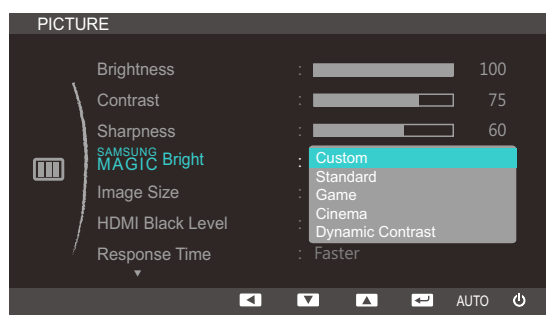 PICTURE
Brightness : 100
Contrast : 75
Sharpness : 60
SAMSUNG
MAGIC Bright : Custom
Standard
Image Size : Game
Cinema
HDMI Black Level : Dynamic Contrast
Response Time : Faster
AUTO